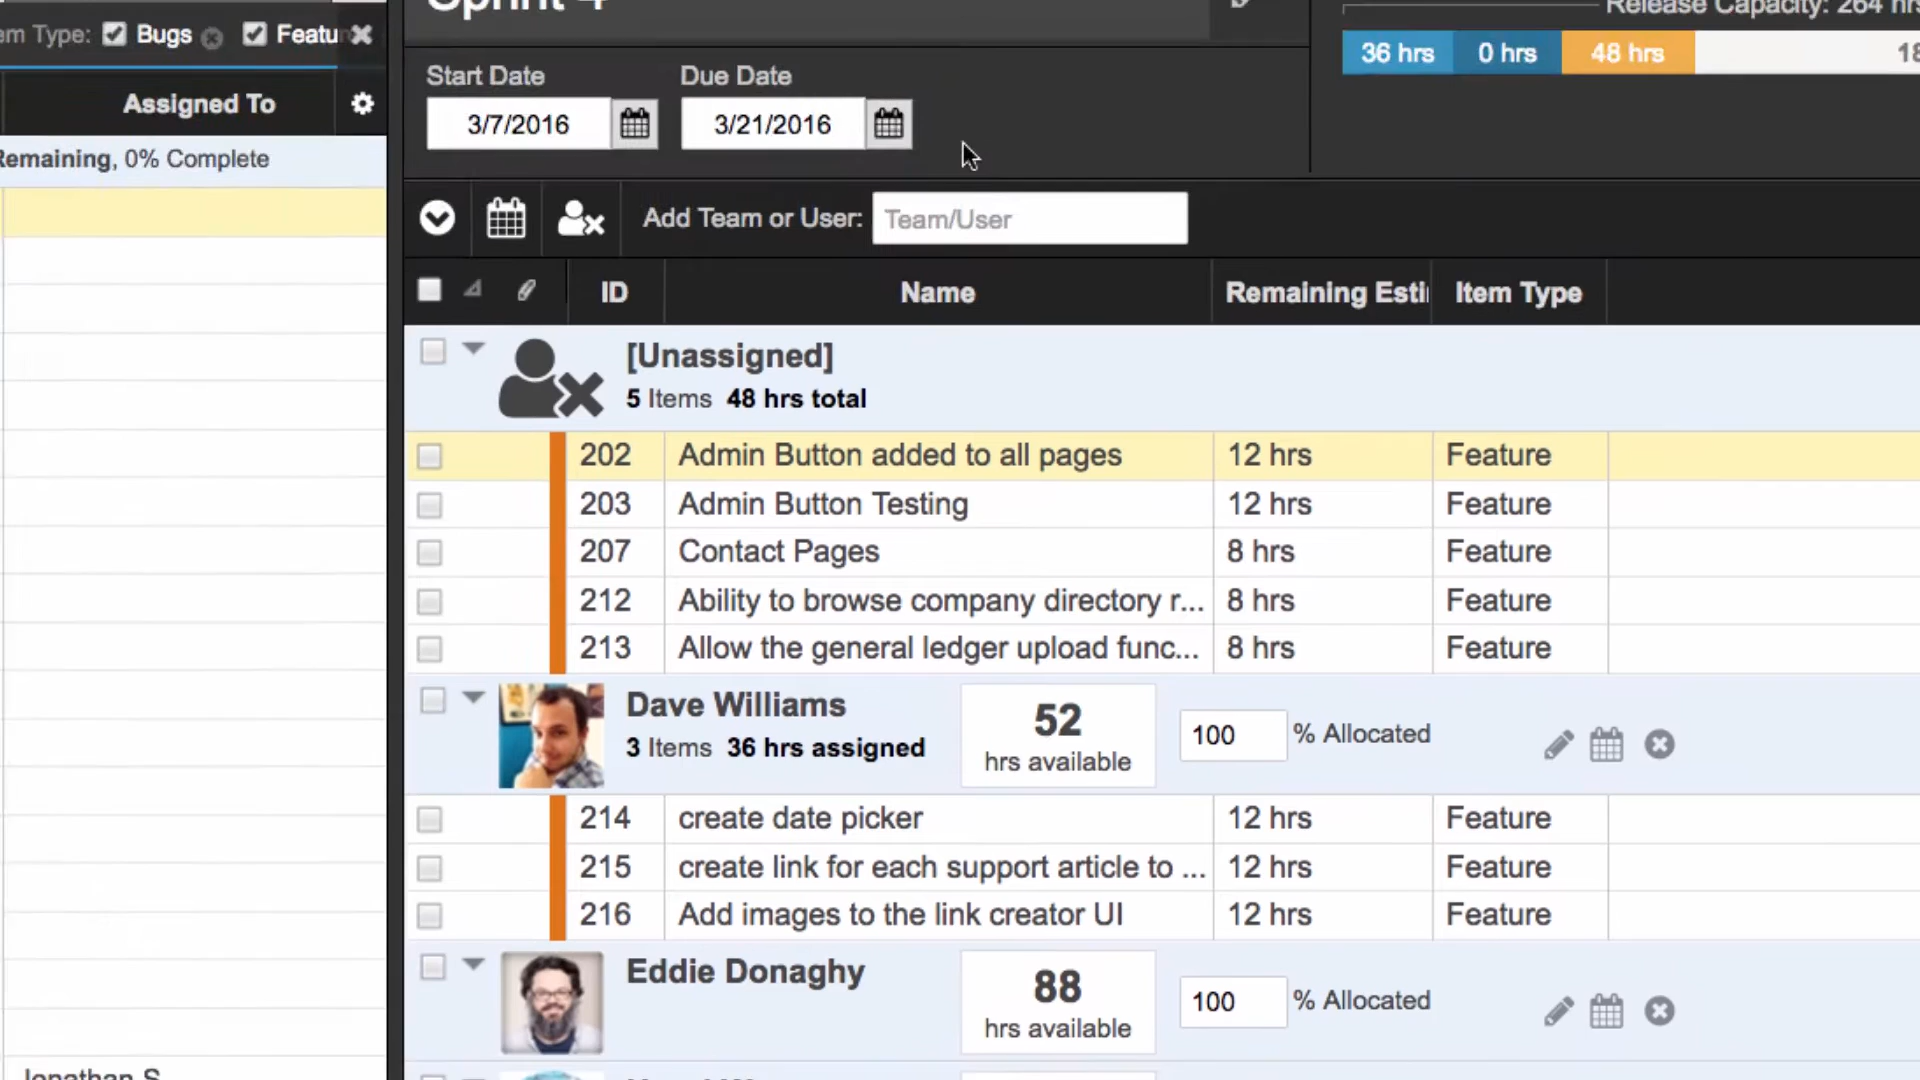 Sprint 4
Release Capacity: 264 hrs
em Type: Bugs Featu
36 hrs 0 hrs 48 hrs 18
Start Date Due Date
3/7/2016 3/21/2016
Assigned To
Remaining, 0% Complete
Add Team or User: Team/User
ID Name Remaining Esti Item Type
[Unassigned]
5 Items 48 hrs total
202 Admin Button added to all pages 12 hrs Feature
203 Admin Button Testing 12 hrs Feature
207 Contact Pages 8 hrs Feature
212 Ability to browse company directory r... 8 hrs Feature
213 Allow the general ledger upload func... 8 hrs Feature
Dave Williams
3 Items 36 hrs assigned
52
hrs available
100 % Allocated
214 create date picker 12 hrs Feature
215 create link for each support article to ... 12 hrs Feature
216 Add images to the link creator UI 12 hrs Feature
Eddie Donaghy
88
hrs available
100 % Allocated
Jonathan S